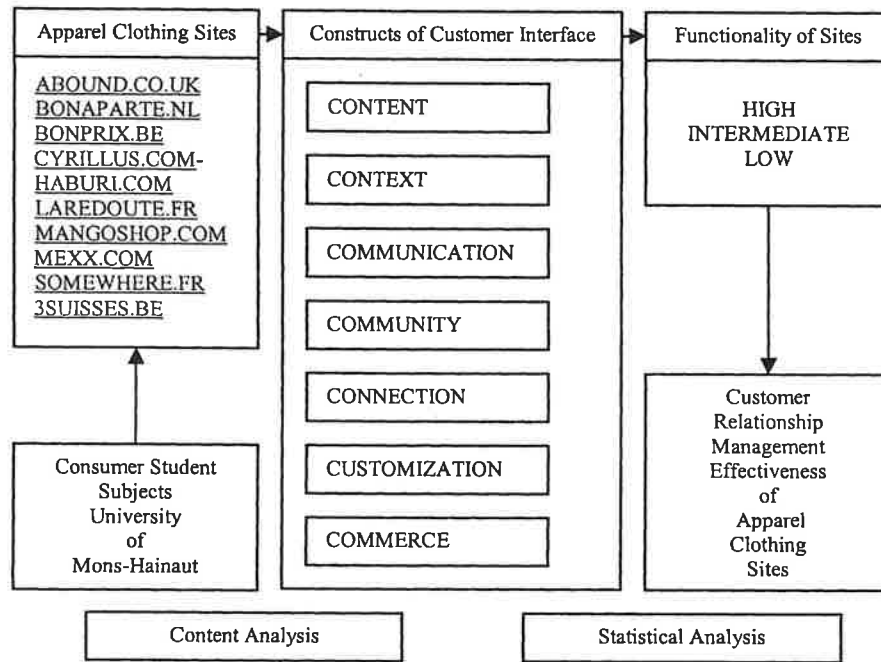 Apparel Clothing Sites
Constructs of Customer Interface
Functionality of Sites
ABOUND.CO.UK
BONAPARTE.NL
BONPRIX.BE
CYRILLUS.COM-
HABURI.COM
LAREDOUTE.FR
MANGOSHOP.COM
MEXX.COM
SOMEWHERE.FR
3SUISSES.BE
CONTENT
CONTEXT
COMMUNICATION
COMMUNITY
CONNECTION
CUSTOMIZATION
COMMERCE
HIGH
INTERMEDIATE
LOW
Consumer Student
Subjects
University
of
Mons-Hainaut
Customer
Relationship
Management
Effectiveness
of
Apparel
Clothing
Sites
Content Analysis
Statistical Analysis